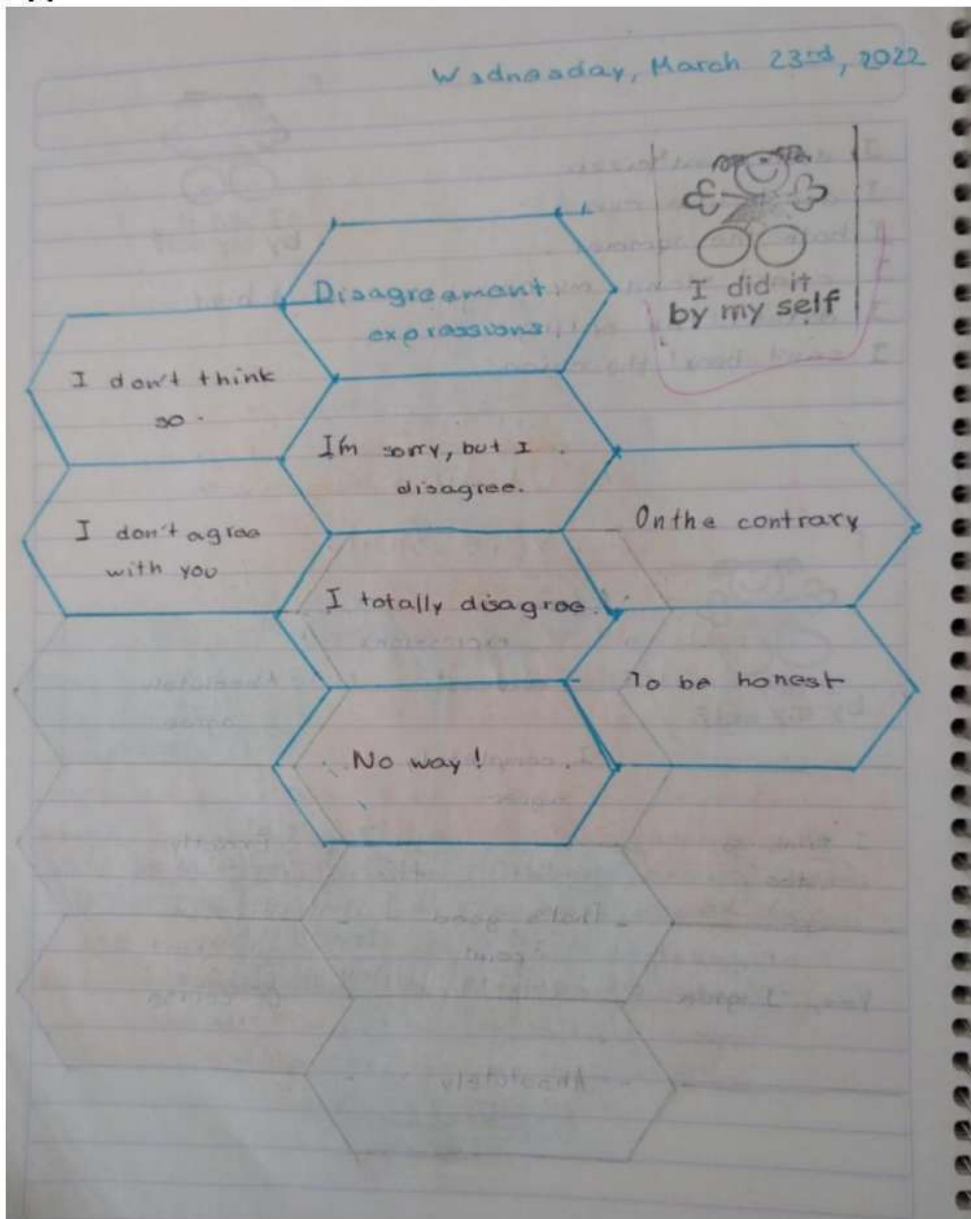 Wednesday, March 23rd, 2022
I did it
by my self
Disagreement
expressions
I don't think
so.
I'm sorry, but I
disagree.
I don't agree
with you
On the contrary
I totally disagree.
To be honest
No way!